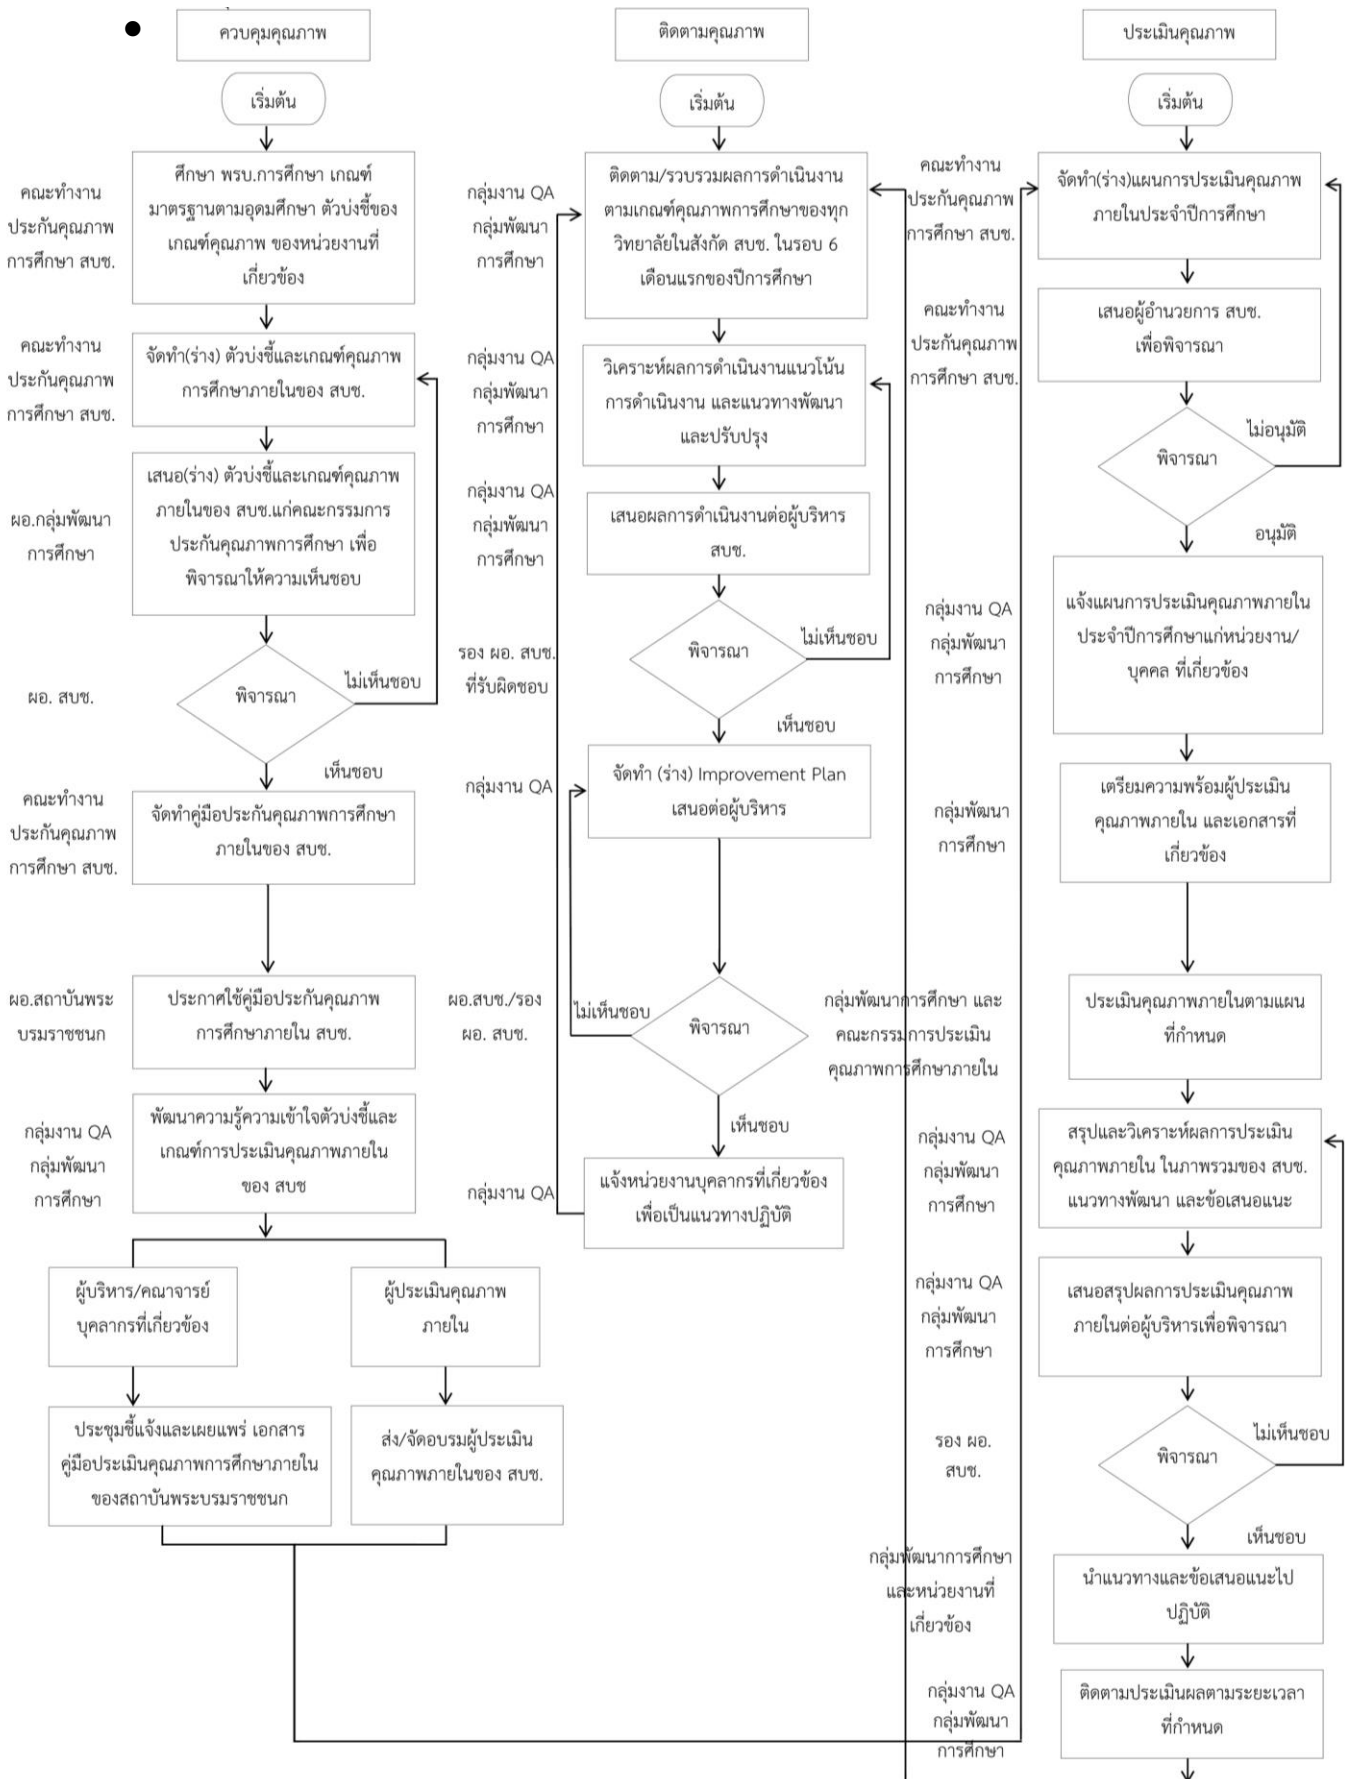 ควบคุมคุณภาพ
เริ่มต้น
คณะทำงาน
ประกันคุณภาพ
การศึกษา สบช.
ศึกษา พรบ.การศึกษา เกณฑ์
มาตรฐานตามอุดมศึกษา ตัวบ่งชี้ของ
เกณฑ์คุณภาพ ของหน่วยงานที่
เกี่ยวข้อง
คณะทำงาน
ประกันคุณภาพ
การศึกษา สบช.
จัดทำ(ร่าง) ตัวบ่งชี้และเกณฑ์คุณภาพ
การศึกษาภายในของ สบช.
ผอ.กลุ่มพัฒนา
การศึกษา
เสนอ(ร่าง) ตัวบ่งชี้และเกณฑ์คุณภาพ
ภายในของ สบช.แก่คณะกรรมการ
ประกันคุณภาพการศึกษา เพื่อ
พิจารณาให้ความเห็นชอบ
ผอ. สบช.
พิจารณา
ไม่เห็นชอบ
เห็นชอบ
คณะทำงาน
ประกันคุณภาพ
การศึกษา สบช.
จัดทำคู่มือประกันคุณภาพการศึกษา
ภายในของ สบช.
ผอ.สถาบันพระ
บรมราชชนก
ประกาศใช้คู่มือประกันคุณภาพ
การศึกษาภายใน สบช.
กลุ่มงาน QA
กลุ่มพัฒนา
การศึกษา
พัฒนาความรู้ความเข้าใจตัวบ่งชี้และ
เกณฑ์การประเมินคุณภาพภายใน
ของ สบช
ผู้บริหาร/คณาจารย์
บุคลากรที่เกี่ยวข้อง
ผู้ประเมินคุณภาพ
ภายใน
ประชุมชี้แจ้งและเผยแพร่ เอกสาร
คู่มือประเมินคุณภาพการศึกษาภายใน
ของสถาบันพระบรมราชชนก
ส่ง/จัดอบรมผู้ประเมิน
คุณภาพภายในของ สบช.
ติดตามคุณภาพ
เริ่มต้น
กลุ่มงาน QA
กลุ่มพัฒนา
การศึกษา
ติดตาม/รวบรวมผลการดำเนินงาน
ตามเกณฑ์คุณภาพการศึกษาของทุก
วิทยาลัยในสังกัด สบช. ในรอบ 6
เดือนแรกของปีการศึกษา
กลุ่มงาน QA
กลุ่มพัฒนา
การศึกษา
วิเคราะห์ผลการดำเนินงานแนวโน้น
การดำเนินงาน และแนวทางพัฒนา
และปรับปรุง
กลุ่มงาน QA
กลุ่มพัฒนา
การศึกษา
เสนอผลการดำเนินงานต่อผู้บริหาร
สบช.
รอง ผอ. สบช.
ที่รับผิดชอบ
พิจารณา
ไม่เห็นชอบ
เห็นชอบ
กลุ่มงาน QA
จัดทำ (ร่าง) Improvement Plan
เสนอต่อผู้บริหาร
ผอ.สบช./รอง
ผอ. สบช.
ไม่เห็นชอบ
พิจารณา
เห็นชอบ
กลุ่มงาน QA
แจ้งหน่วยงานบุคลากรที่เกี่ยวข้อง
เพื่อเป็นแนวทางปฏิบัติ
ประเมินคุณภาพ
เริ่มต้น
คณะทำงาน
ประกันคุณภาพ
การศึกษา สบช.
จัดทำ(ร่าง)แผนการประเมินคุณภาพ
ภายในประจำปีการศึกษา
คณะทำงาน
ประกันคุณภาพ
การศึกษา สบช.
เสนอผู้อำนวยการ สบช.
เพื่อพิจารณา
พิจารณา
ไม่อนุมัติ
อนุมัติ
กลุ่มงาน QA
กลุ่มพัฒนา
การศึกษา
แจ้งแผนการประเมินคุณภาพภายใน
ประจำปีการศึกษาแก่หน่วยงาน/
บุคคล ที่เกี่ยวข้อง
กลุ่มพัฒนา
การศึกษา
เตรียมความพร้อมผู้ประเมิน
คุณภาพภายใน และเอกสารที่
เกี่ยวข้อง
กลุ่มพัฒนาการศึกษา และ
คณะกรรมการประเมิน
คุณภาพการศึกษาภายใน
ประเมินคุณภาพภายในตามแผน
ที่กำหนด
กลุ่มงาน QA
กลุ่มพัฒนา
การศึกษา
สรุปและวิเคราะห์ผลการประเมิน
คุณภาพภายใน ในภาพรวมของ สบช.
แนวทางพัฒนา และข้อเสนอแนะ
กลุ่มงาน QA
กลุ่มพัฒนา
การศึกษา
เสนอสรุปผลการประเมินคุณภาพ
ภายในต่อผู้บริหารเพื่อพิจารณา
รอง ผอ.
สบช.
พิจารณา
ไม่เห็นชอบ
เห็นชอบ
กลุ่มพัฒนาการศึกษา
และหน่วยงานที่
เกี่ยวข้อง
นำแนวทางและข้อเสนอแนะไป
ปฏิบัติ
กลุ่มงาน QA
กลุ่มพัฒนา
การศึกษา
ติดตามประเมินผลตามระยะเวลา
ที่กำหนด